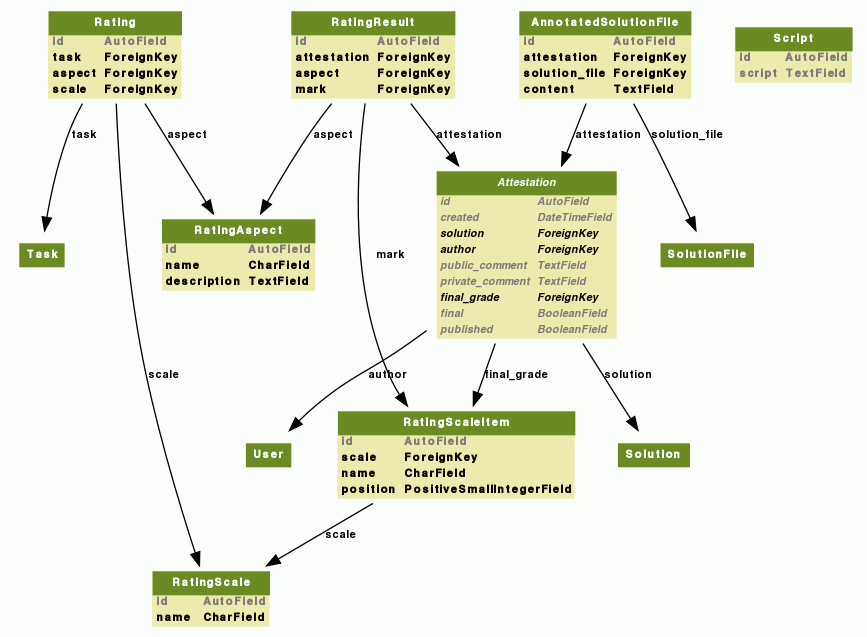 Rating
id AutoField
task ForeignKey
aspect ForeignKey
scale ForeignKey
RatingResult
id AutoField
attestation ForeignKey
aspect ForeignKey
mark ForeignKey
AnnotatedSolutionFile
id AutoField
attestation ForeignKey
solution_file ForeignKey
content TextField
Script
id AutoField
script TextField
task
aspect
aspect
attestation
attestation
solution_file
Attestation
id AutoField
created DateTimeField
solution ForeignKey
author ForeignKey
public_comment TextField
private_comment TextField
final_grade ForeignKey
final BooleanField
published BooleanField
Task
RatingAspect
id AutoField
name CharField
description TextField
mark
SolutionFile
scale
author
final_grade
solution
User
RatingScaleItem
id AutoField
scale ForeignKey
name CharField
position PositiveSmallIntegerField
Solution
scale
RatingScale
id AutoField
name CharField